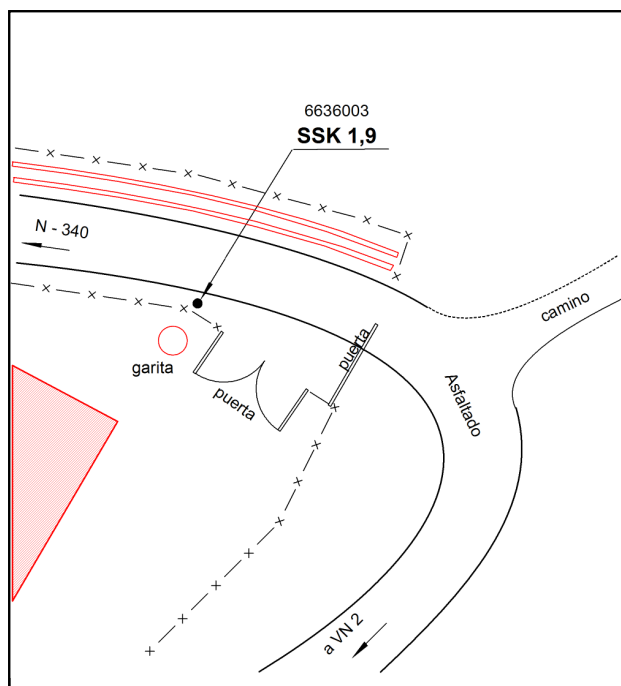 6636003
SSK 1,9
N - 340
camino
puerta
garita
puerta
Asfaltado
a VN 2